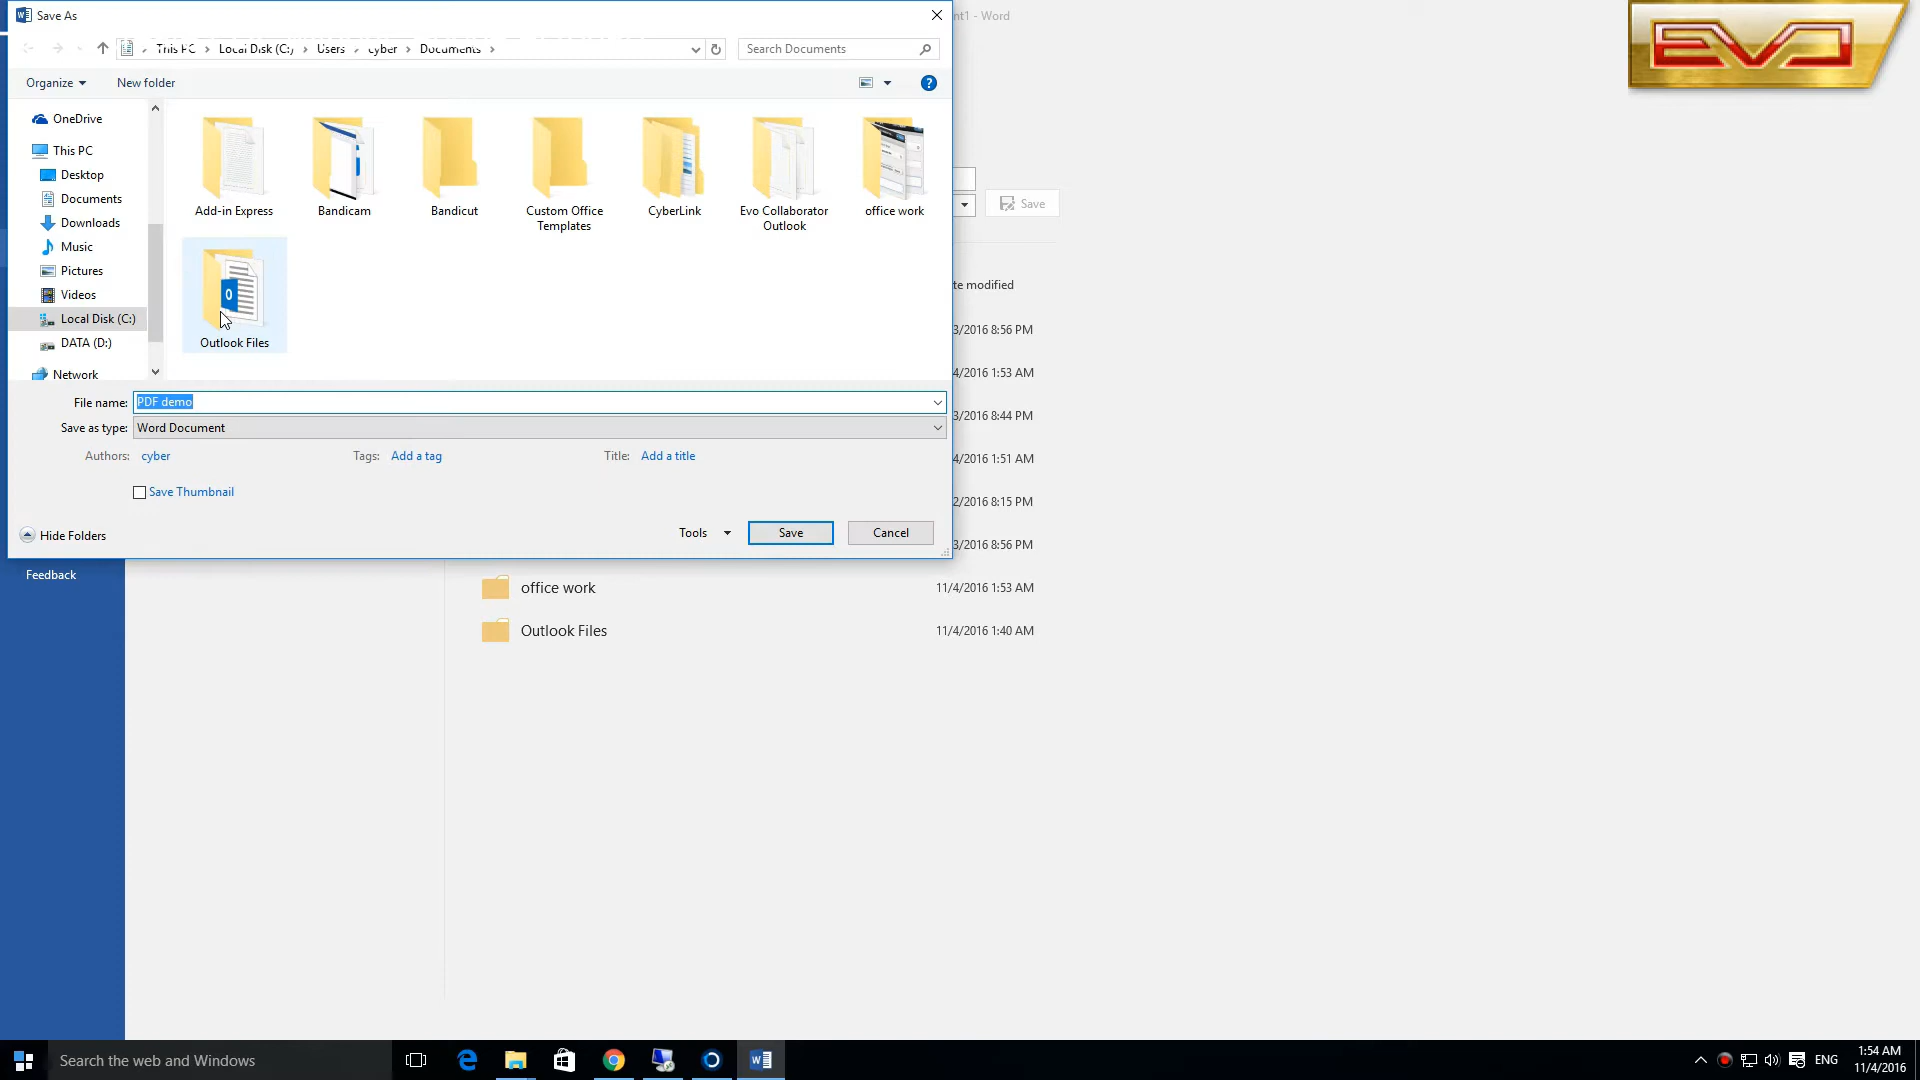 Save As
nt1 - Word
EVO
This PC
Local Disk (C:)
Users
cyber
Documents
Search Documents
Organize
New folder
?
OneDrive
This PC
Desktop
Documents
Downloads
Music
Pictures
Videos
Local Disk (C:)
DATA (D:)
Network
Add-in Express
Bandicam
Bandicut
Custom Office
Templates
CyberLink
Evo Collaborator
Outlook
office work
Outlook Files
Save
te modified
3/2016 8:56 PM
4/2016 1:53 AM
3/2016 8:44 PM
4/2016 1:51 AM
2/2016 8:15 PM
3/2016 8:56 PM
File name: PDF demo
Save as type: Word Document
Authors: cyber
Tags: Add a tag
Title: Add a title
Save Thumbnail
Hide Folders
Tools
Save
Cancel
Feedback
office work 11/4/2016 1:53 AM
Outlook Files 11/4/2016 1:40 AM
Search the web and Windows
ENG
1:54 AM
11/4/2016